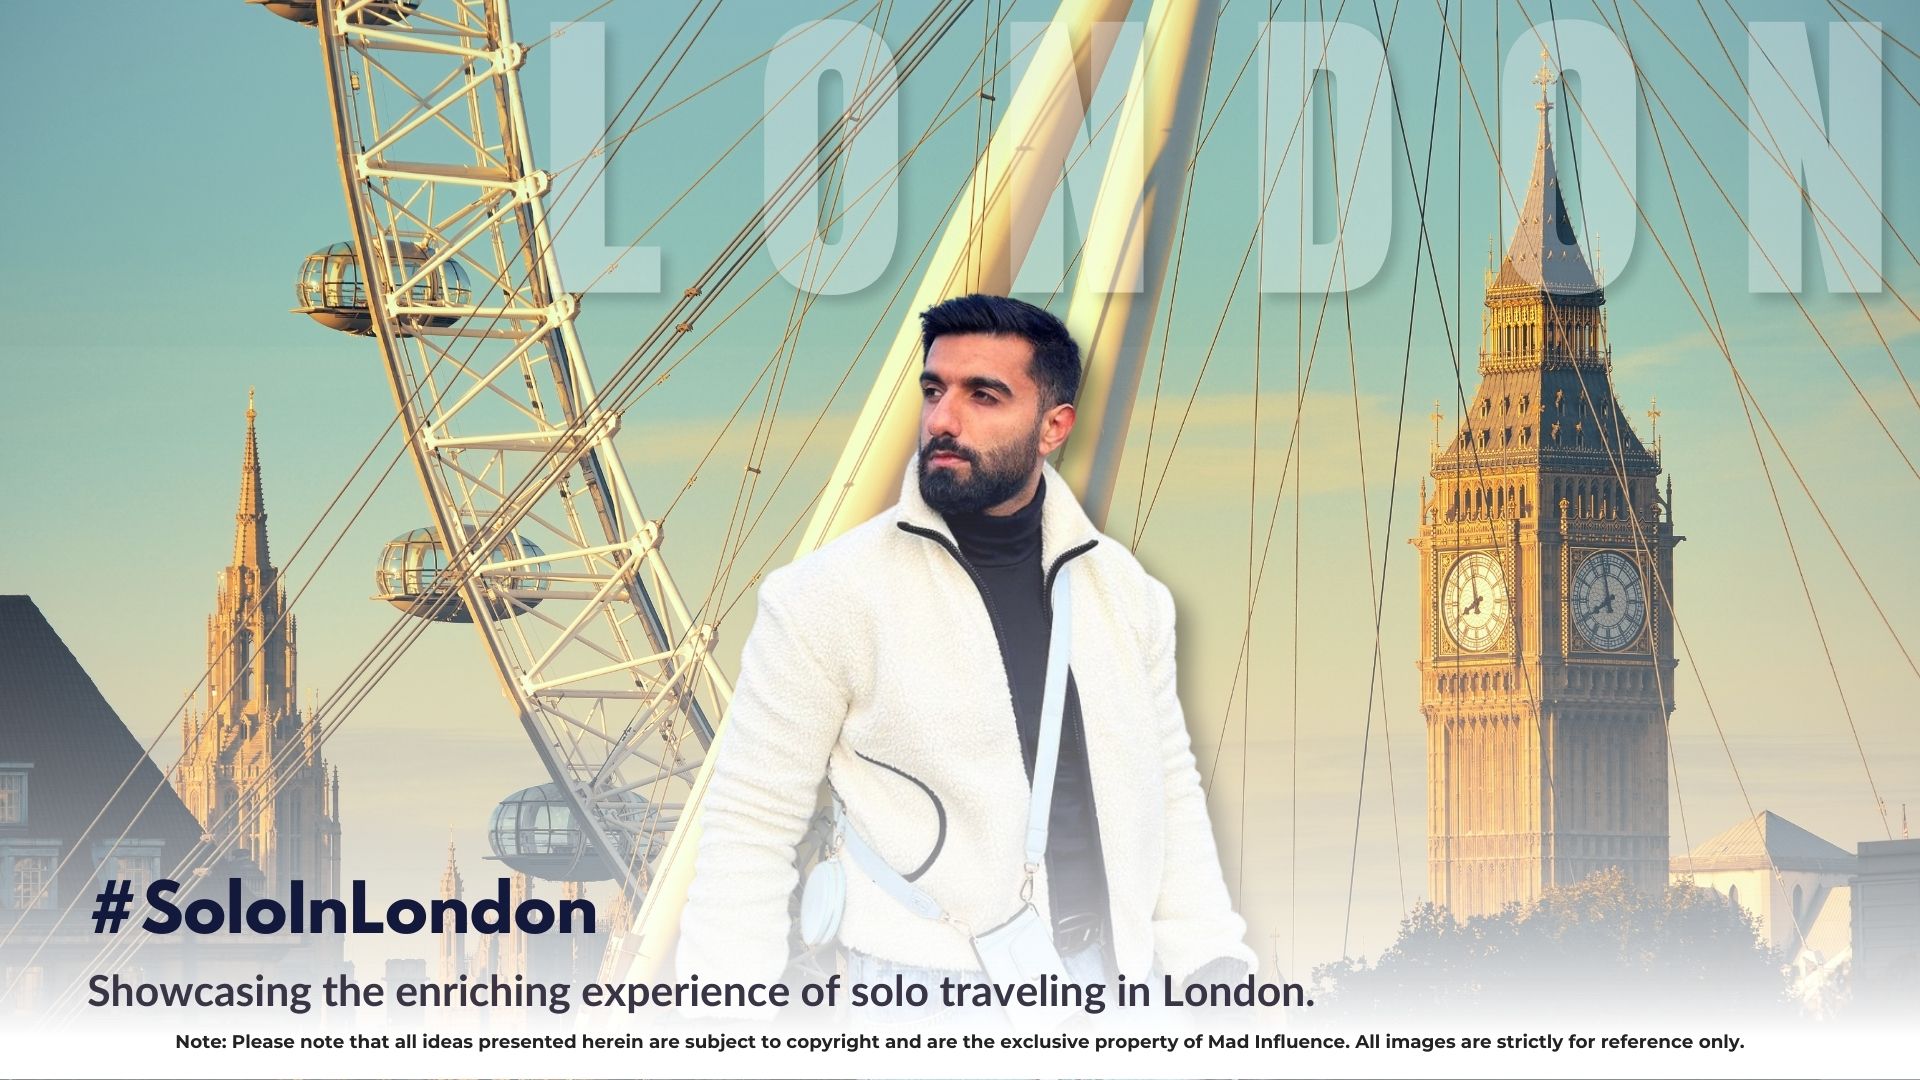 LONDON
#SoloInLondon
Showcasing the enriching experience of solo traveling in London.
Note: Please note that all ideas presented herein are subject to copyright and are the exclusive property of Mad Influence. All images are strictly for reference only.